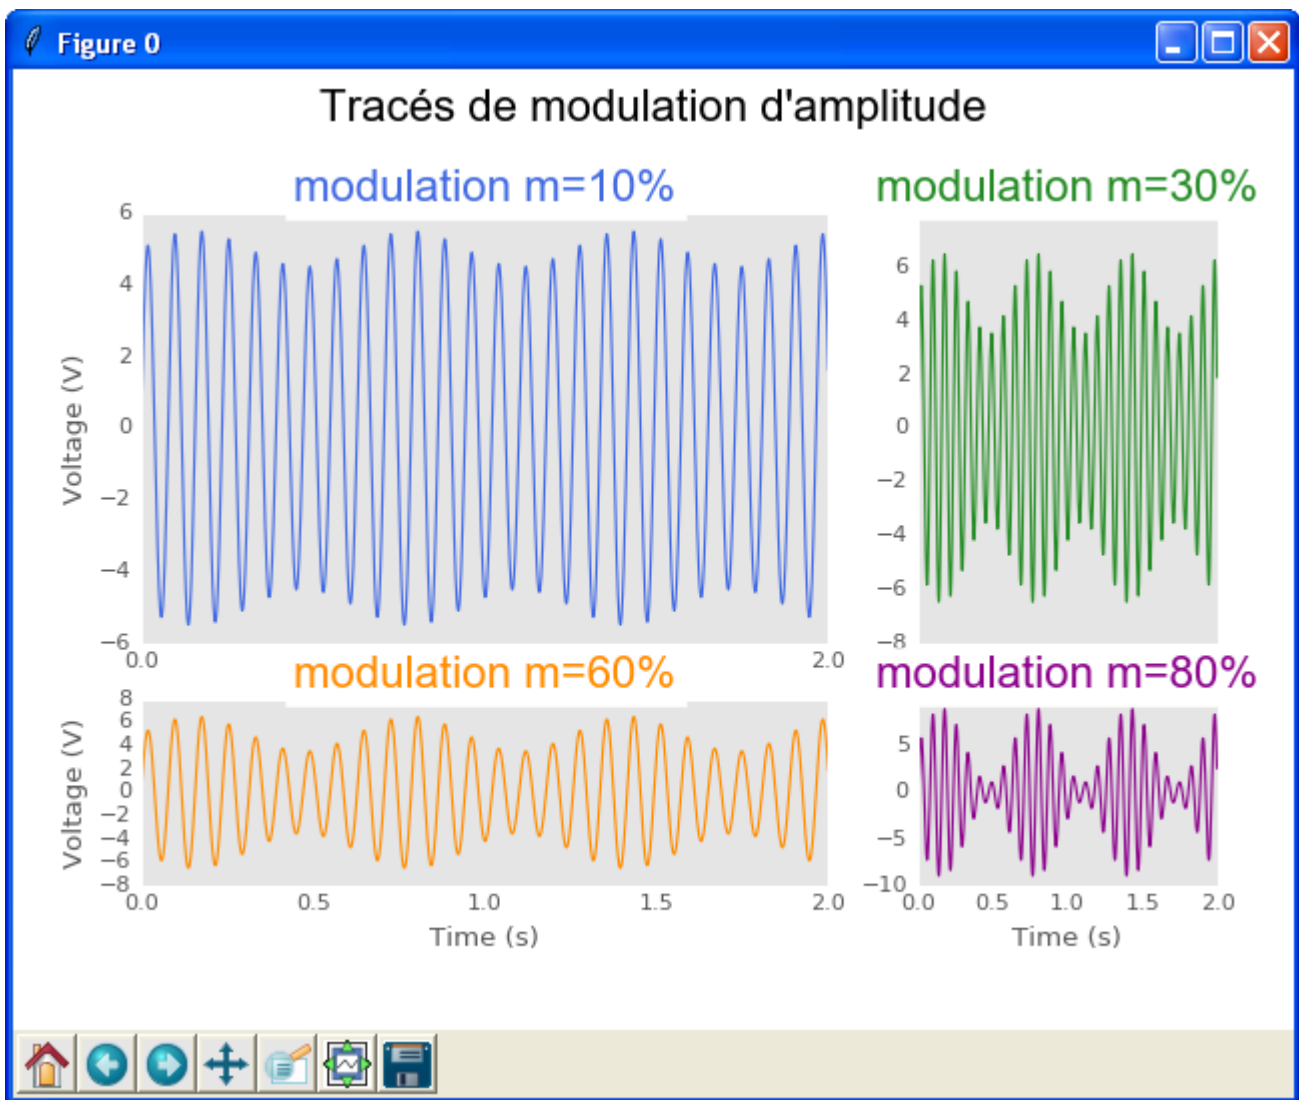 Figure 0
Tracés de modulation d'amplitude
modulation m=10%
6
4
2
0
−2
−4
−6
Voltage (V)
0.0
2.0
modulation m=30%
6
4
2
0
−2
−4
−6
−8
modulation m=60%
8
6
4
2
0
−2
−4
−6
−8
Voltage (V)
0.0 0.5 1.0 1.5 2.0
Time (s)
modulation m=80%
5
0
−5
−10
0.0 0.5 1.0 1.5 2.0
Time (s)